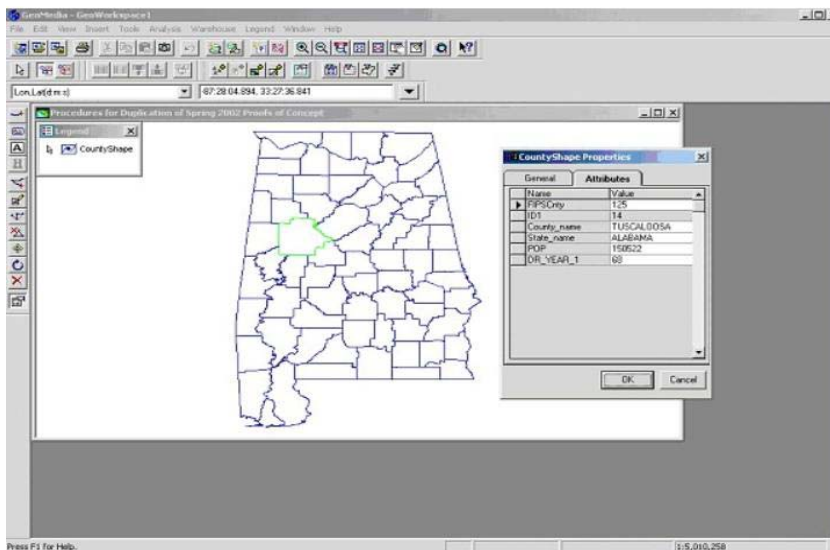 GeoMedia - GeoWorkspace1
File Edit View Insert Tools Analysis Warehouse Legend Window Help
Lon,Lat(d:m:s) -87:28:04.894, 33:27:36.841
Procedures for Duplication of Spring 2002 Proofs of Concept
Legend
CountyShape
CountyShape Properties
General Attributes
Name Value
FIPSCnty 125
ID1 14
County_name TUSCALOOSA
State_name ALABAMA
POP 150522
DR_YEAR_1 68
OK Cancel
Press F1 for Help. 1:5,010,258